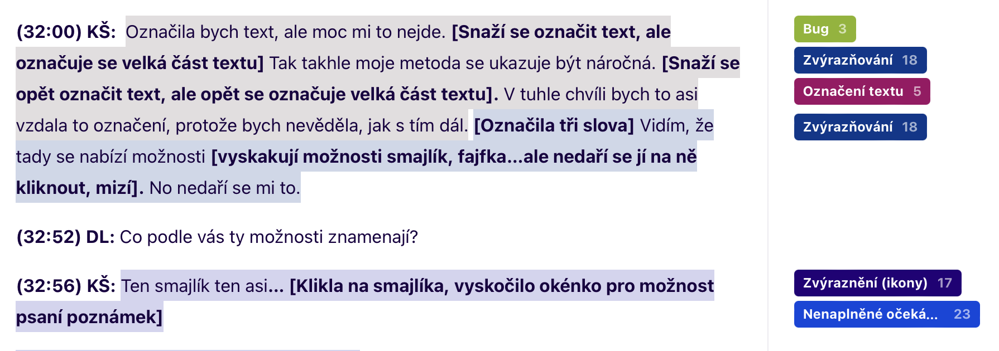 (32:00) KŠ: Označila bych text, ale moc mi to nejde. [Snaží se označit text, ale
označuje se velká část textu] Tak takhle moje metoda se ukazuje být náročná. [Snaží se
opět označit text, ale opět se označuje velká část textu]. V tuhle chvíli bych to asi
vzdala to označení, protože bych nevěděla, jak s tím dál. [Označila tři slova] Vidím, že
tady se nabízí možnosti [vyskakují možnosti smajlík, fajfka...ale nedaří se jí na ně
kliknout, mizí]. No nedaří se mi to.
(32:52) DL: Co podle vás ty možnosti znamenají?
(32:56) KŠ: Ten smajlík ten asi... [Klikla na smajlíka, vyskočilo okénko pro možnost
psaní poznámek]
Bug 3
Zvýrazňování 18
Označení textu 5
Zvýrazňování 18
Zvýraznění (ikony) 17
Nenaplněné očeká... 23